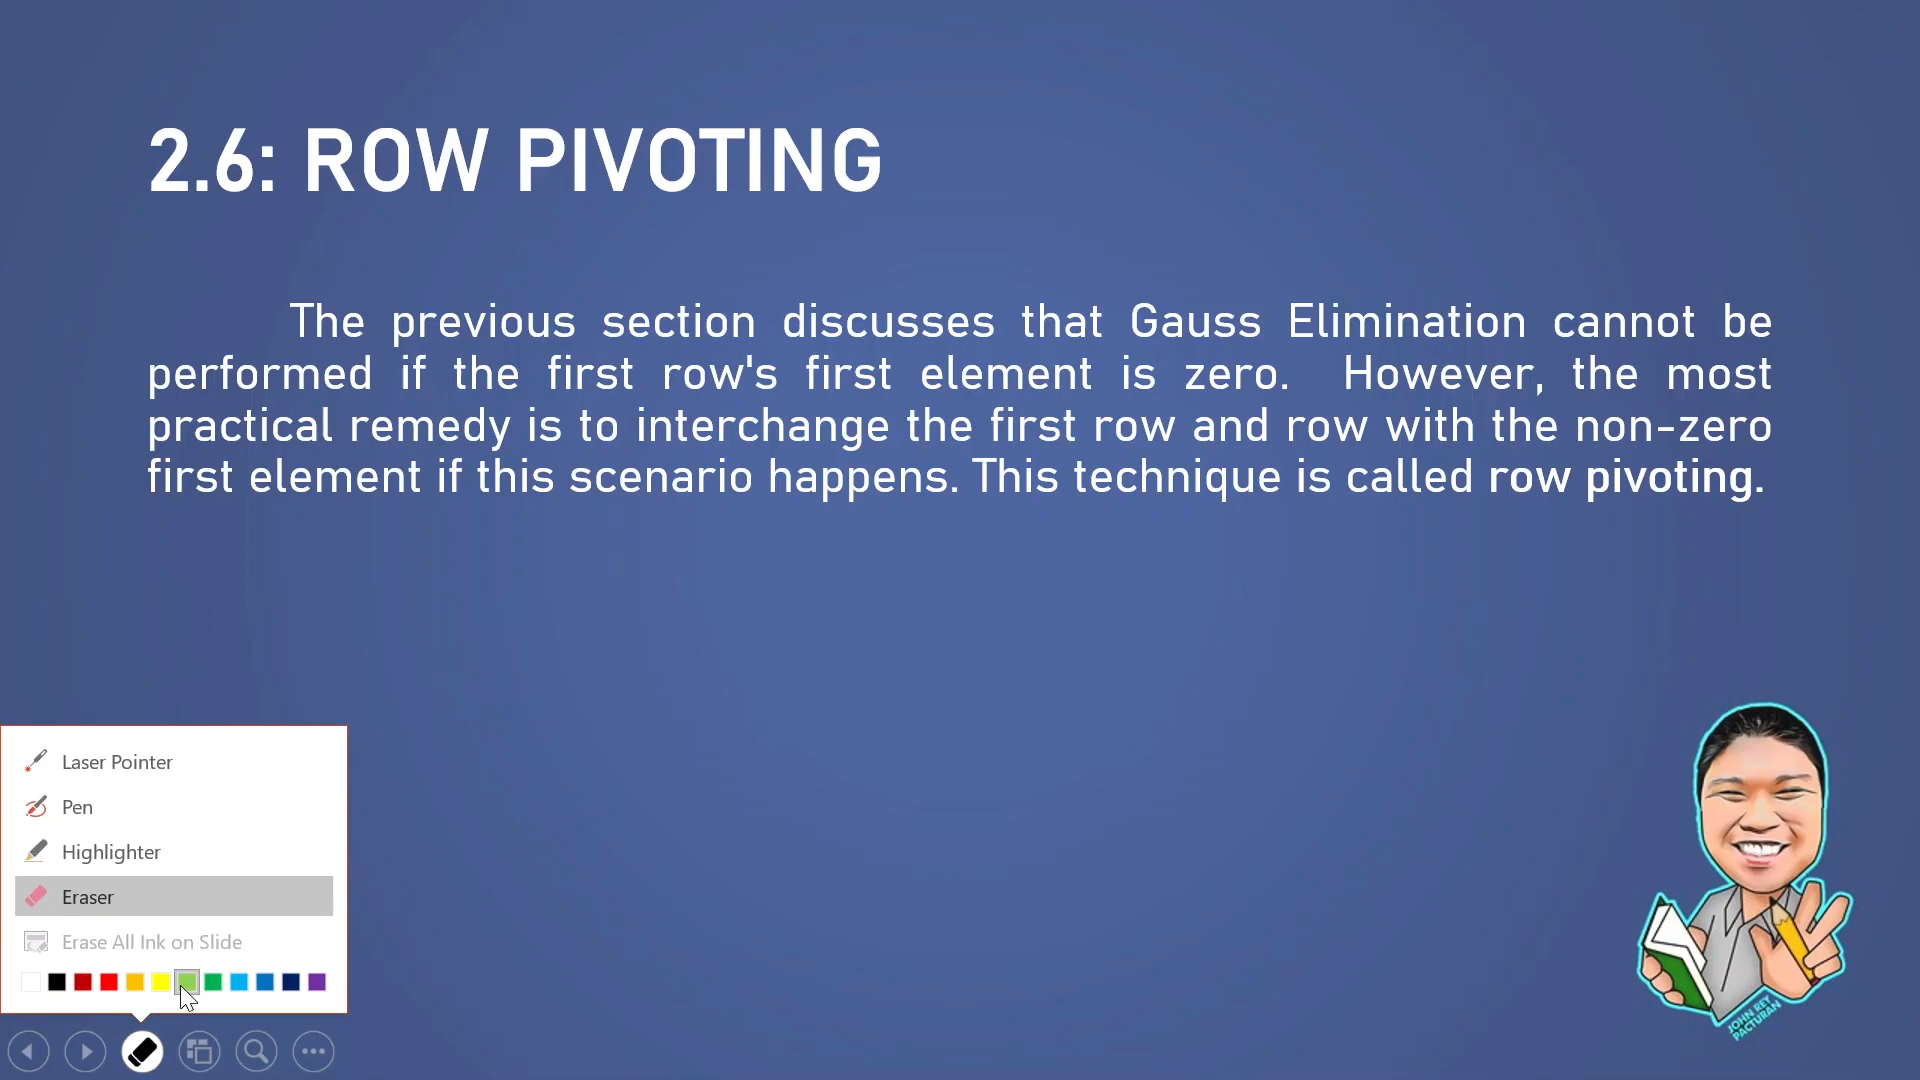 2.6: ROW PIVOTING
The previous section discusses that Gauss Elimination cannot be
performed if the first row's first element is zero. However, the most
practical remedy is to interchange the first row and row with the non-zero
first element if this scenario happens. This technique is called row pivoting.
Laser Pointer
Pen
Highlighter
Eraser
Erase All Ink on Slide
JOHN REY
PACTURAN